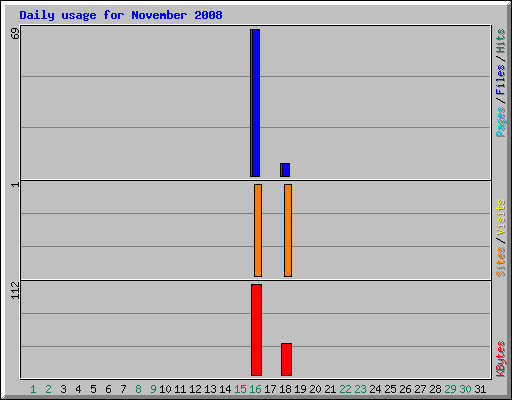 Daily usage for November 2008
69
1
112
Pages / Files / Hits
Sites / Visits
KBytes
1 2 3 4 5 6 7 8 9 10 11 12 13 14 15 16 17 18 19 20 21 22 23 24 25 26 27 28 29 30 31